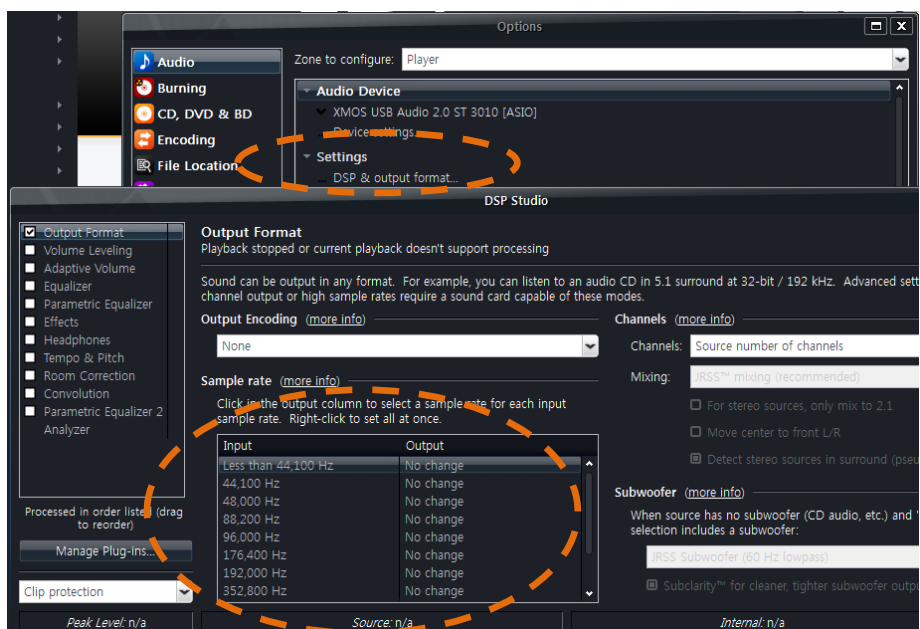 Options
Audio
Burning
CD, DVD & BD
Encoding
File Location
Zone to configure: Player
Audio Device
XMOS USB Audio 2.0 ST 3010 [ASIO]
Device settings...
Settings
DSP & output format...
DSP Studio
Output Format
Volume Leveling
Adaptive Volume
Equalizer
Parametric Equalizer
Effects
Headphones
Tempo & Pitch
Room Correction
Convolution
Parametric Equalizer 2
Analyzer
Processed in order listed (drag
to reorder)
Manage Plug-ins...
Clip protection
Peak Level: n/a
Output Format
Playback stopped or current playback doesn't support processing
Sound can be output in any format. For example, you can listen to an audio CD in 5.1 surround at 32-bit / 192 kHz. Advanced sett
channel output or high sample rates require a sound card capable of these modes.
Output Encoding (more info)
None
Sample rate (more info)
Click in the output column to select a sample rate for each input
sample rate. Right-click to set all at once.
Input Output
Less than 44,100 Hz No change
44,100 Hz No change
48,000 Hz No change
88,200 Hz No change
96,000 Hz No change
176,400 Hz No change
192,000 Hz No change
352,800 Hz No change
Channels (more info)
Channels: Source number of channels
Mixing: JRSS™ mixing (recommended)
For stereo sources, only mix to 2.1
Move center to front L/R
Detect stereo sources in surround (pseu
Subwoofer (more info)
When source has no subwoofer (CD audio, etc.) and '
selection includes a subwoofer:
JRSS Subwoofer (60 Hz lowpass)
Subclarity™ for cleaner, tighter subwoofer outpu
Source: n/a
Internal: n/a